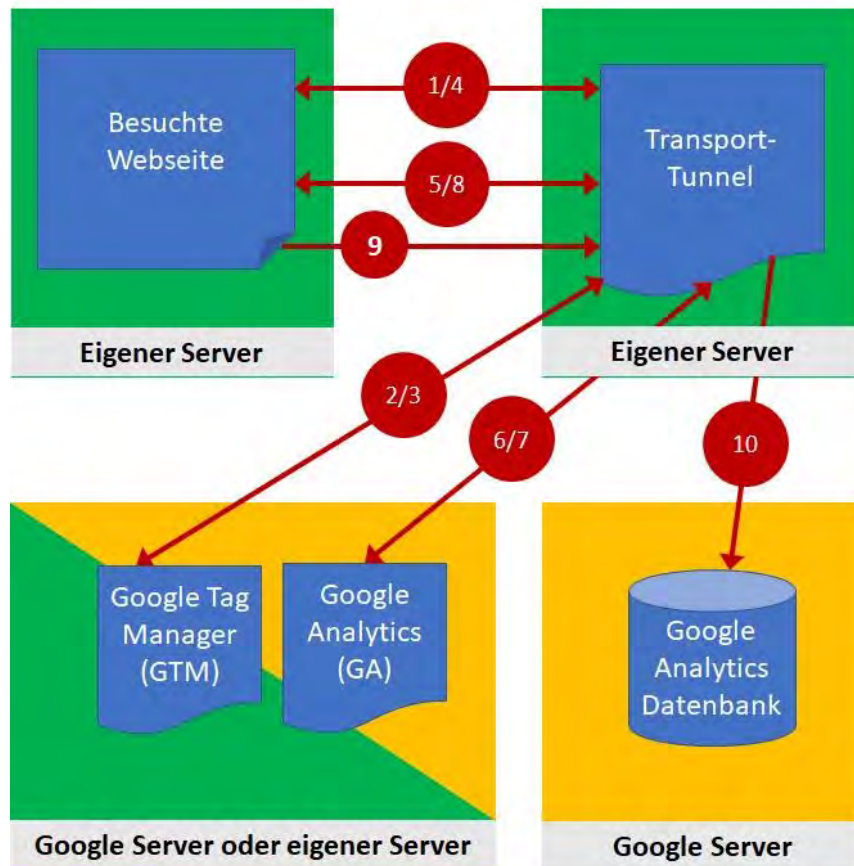 Besuchte
Webseite
1/4
5/8
9
Transport-
Tunnel
Eigener Server
Eigener Server
2/3
6/7
10
Google Tag
Manager
(GTM)
Google
Analytics
(GA)
Google
Analytics
Datenbank
Google Server oder eigener Server
Google Server